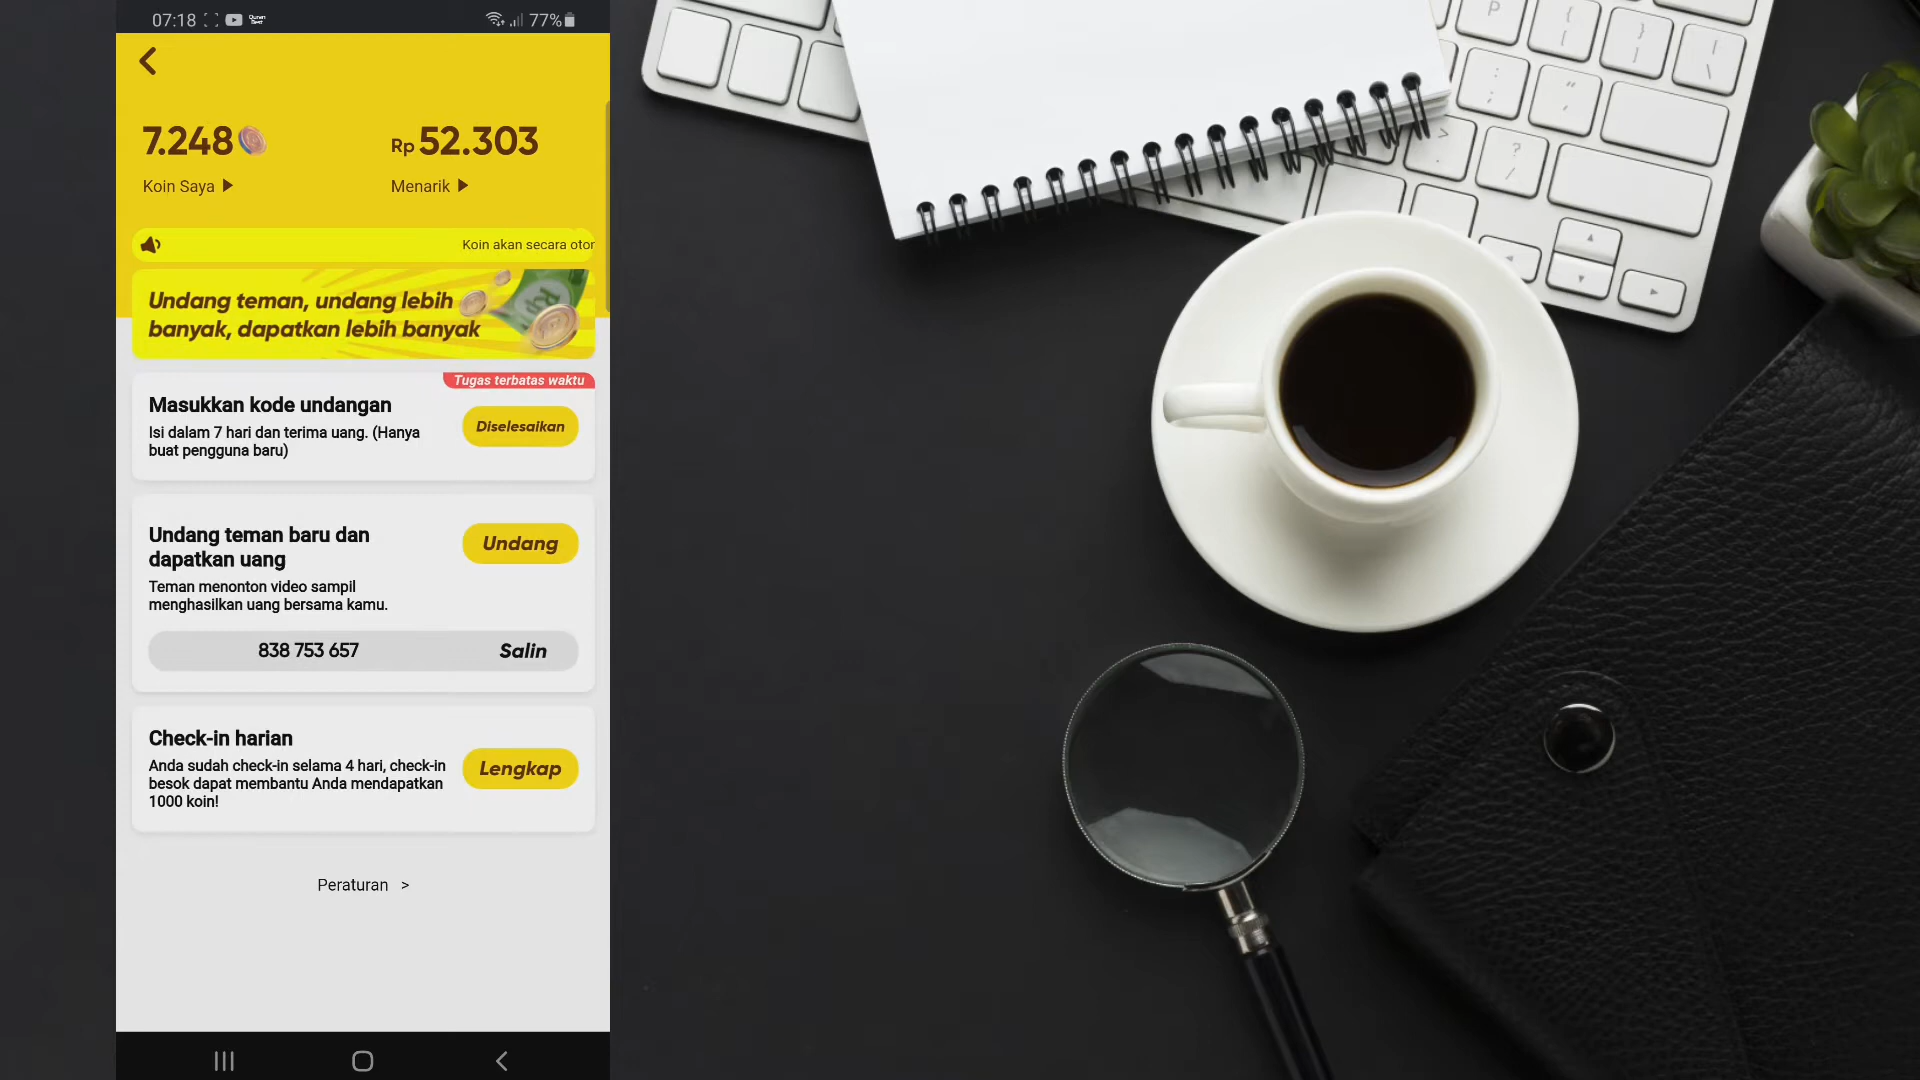 07:18
77%
7.248
Rp 52.303
Koin Saya
Menarik
Koin akan secara otor
Undang teman, undang lebih
banyak, dapatkan lebih banyak
Tugas terbatas waktu
Masukkan kode undangan
Isi dalam 7 hari dan terima uang. (Hanya
buat pengguna baru)
Diselesaikan
Undang teman baru dan
dapatkan uang
Undang
Teman menonton video sampil
menghasilkan uang bersama kamu.
838 753 657
Salin
Check-in harian
Anda sudah check-in selama 4 hari, check-in
besok dapat membantu Anda mendapatkan
1000 koin!
Lengkap
Peraturan >